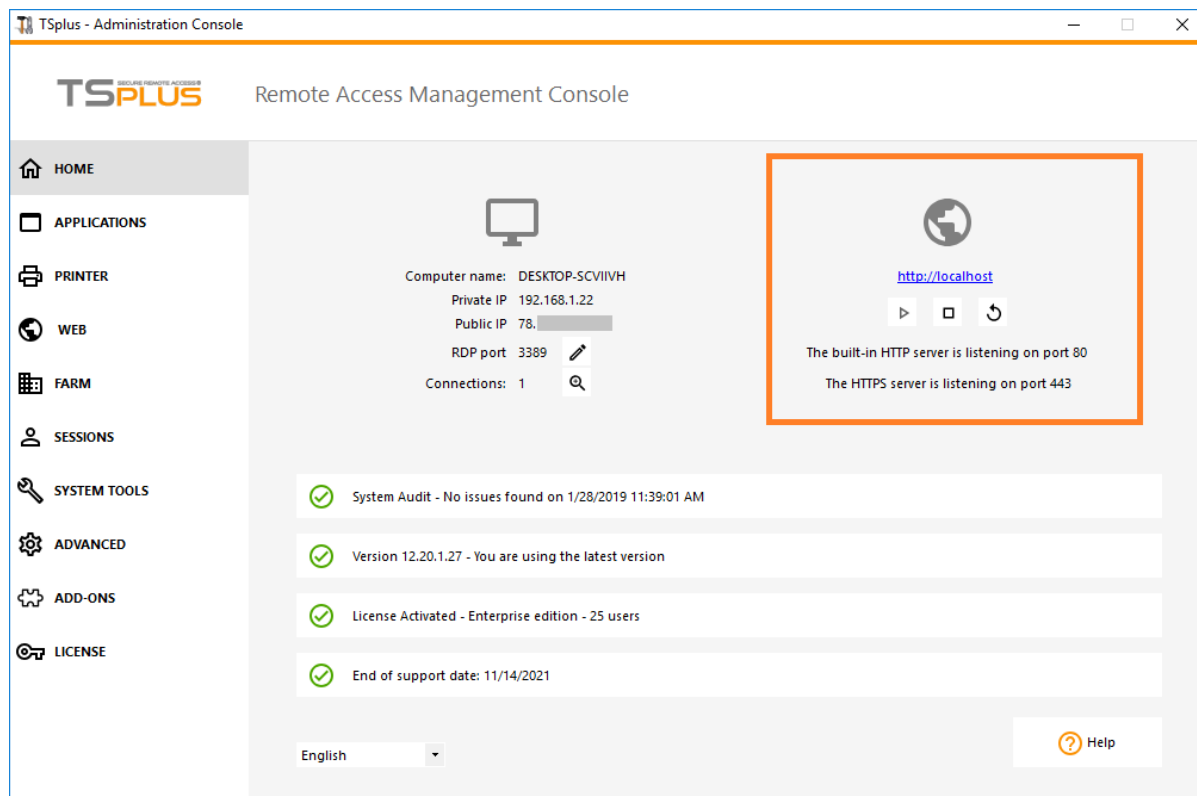 TSplus - Administration Console
TSPLUS SECURE REMOTE ACCESS®
Remote Access Management Console
HOME
APPLICATIONS
PRINTER
WEB
FARM
SESSIONS
SYSTEM TOOLS
ADVANCED
ADD-ONS
LICENSE
Computer name: DESKTOP-SCVIIVH
Private IP 192.168.1.22
Public IP 78.
RDP port 3389
Connections: 1
http://localhost
The built-in HTTP server is listening on port 80
The HTTPS server is listening on port 443
System Audit - No issues found on 1/28/2019 11:39:01 AM
Version 12.20.1.27 - You are using the latest version
License Activated - Enterprise edition - 25 users
End of support date: 11/14/2021
English
Help